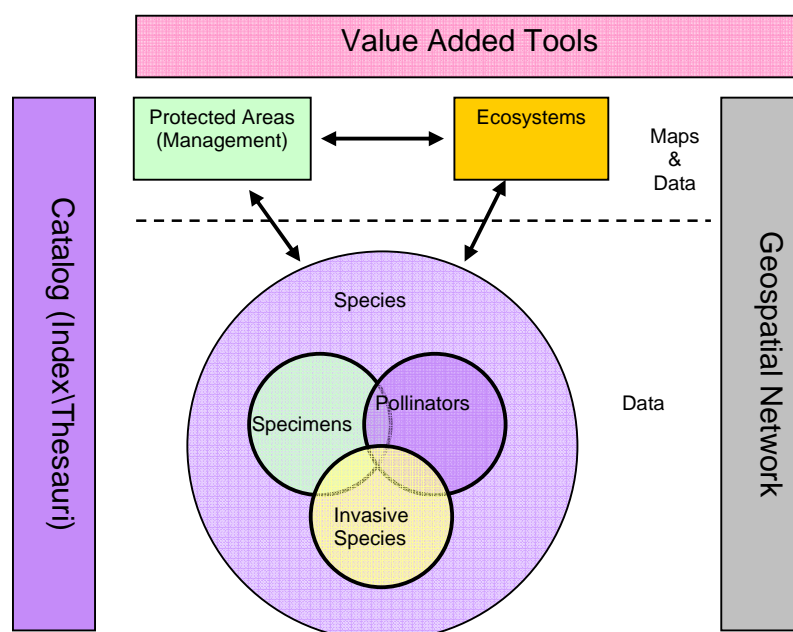 Value Added Tools
Catalog (Index\Thesauri)
Protected Areas
(Management)
Ecosystems
Maps
&
Data
Geospatial Network
Species
Specimens
Pollinators
Data
Invasive
Species